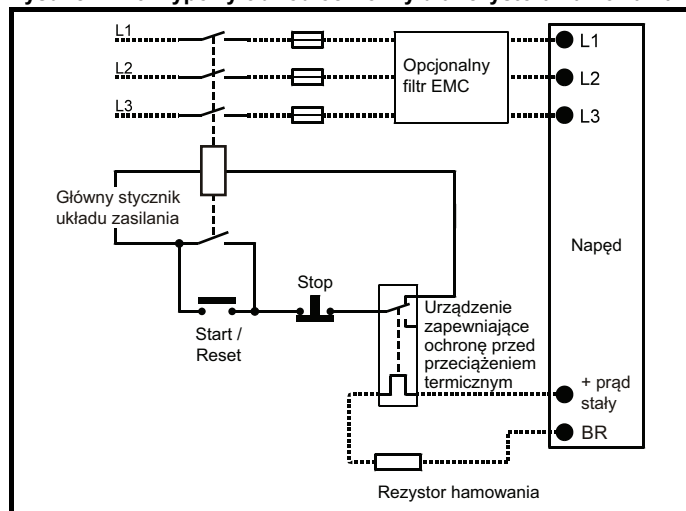 L1
L2
L3
Opcjonalny
filtr EMC
L1
L2
L3
Główny stycznik
układu zasilania
Napęd
Stop
Start /
Reset
Urządzenie
zapewniające
ochronę przed
przeciążeniem
termicznym
+ prąd
stały
BR
Rezystor hamowania